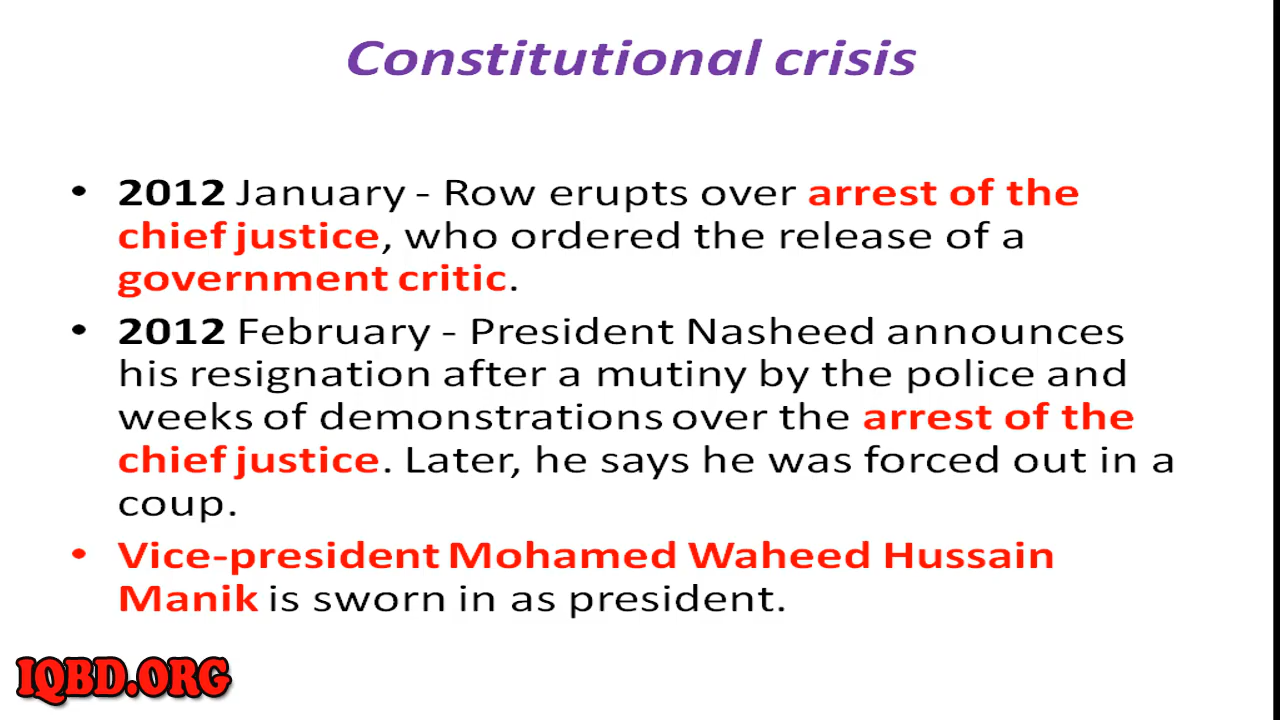 Constitutional crisis
• 2012 January - Row erupts over arrest of the
chief justice, who ordered the release of a
government critic.
• 2012 February - President Nasheed announces
his resignation after a mutiny by the police and
weeks of demonstrations over the arrest of the
chief justice. Later, he says he was forced out in a
coup.
• Vice-president Mohamed Waheed Hussain
Manik is sworn in as president.
IQBD.ORG